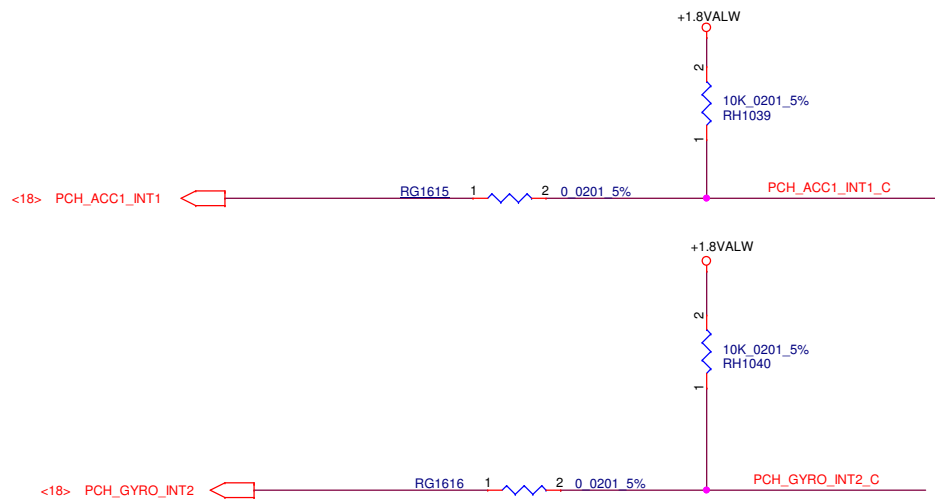 +1.8VALW
2
10K_0201_5%
RH1039
1
<18> PCH_ACC1_INT1 RG1615 1 2 0_0201_5% PCH_ACC1_INT1_C
+1.8VALW
2
10K_0201_5%
RH1040
1
<18> PCH_GYRO_INT2 RG1616 1 2 0_0201_5% PCH_GYRO_INT2_C